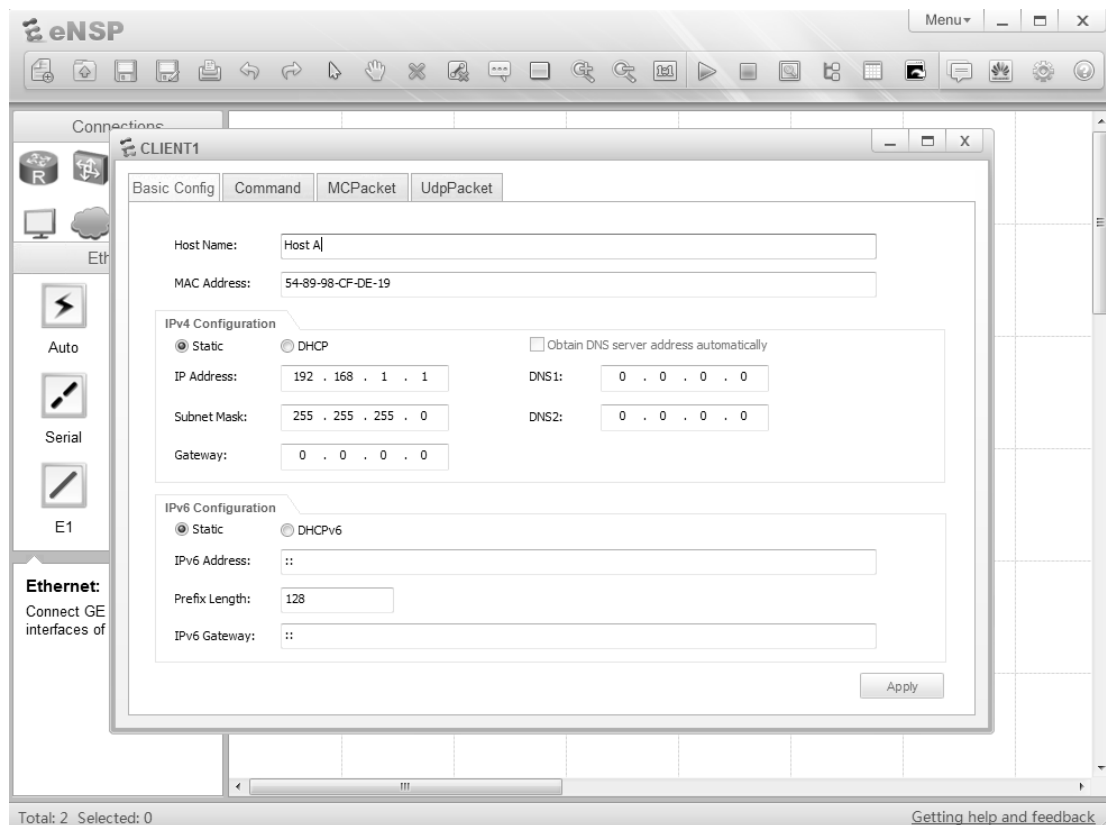 eNSP
Menu
Connections
CLIENT1
Basic Config Command MCPacket UdpPacket
Host Name: Host A
MAC Address: 54-89-98-CF-DE-19
IPv4 Configuration
Static DHCP Obtain DNS server address automatically
IP Address: 192 . 168 . 1 . 1 DNS1: 0 . 0 . 0 . 0
Subnet Mask: 255 . 255 . 255 . 0 DNS2: 0 . 0 . 0 . 0
Gateway: 0 . 0 . 0 . 0
IPv6 Configuration
Static DHCPv6
IPv6 Address: ::
Prefix Length: 128
IPv6 Gateway: ::
Apply
R
Eth
Auto
Serial
E1
Ethernet:
Connect GE
interfaces of
Total: 2 Selected: 0
Getting help and feedback